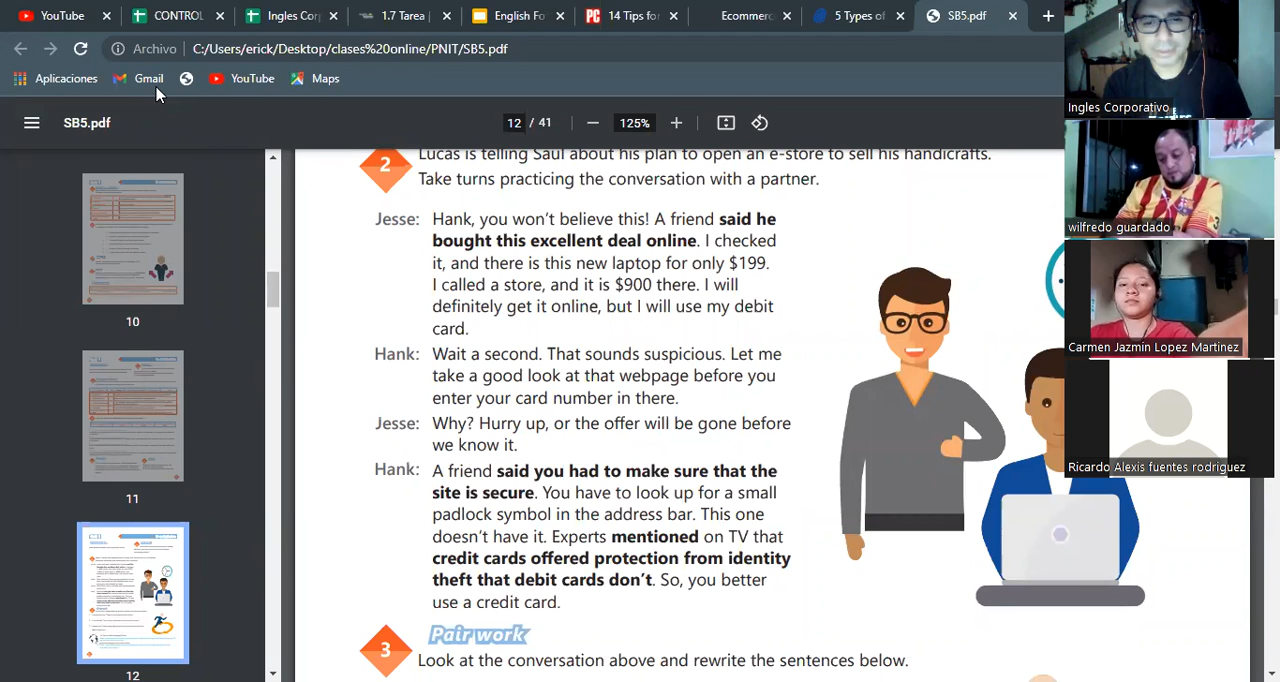 YouTube
CONTROL
Ingles Cor
1.7 Tarea |
English Fo
PC
14 Tips for
Ecommer
5 Types of
SB5.pdf
Archivo
C:/Users/erick/Desktop/clases%20online/PNIT/SB5.pdf
Aplicaciones
Gmail
YouTube
Maps
SB5.pdf
12 / 41
125%
10
11
12
2
Lucas is telling Saul about his plan to open an e-store to sell his handicrafts.
Take turns practicing the conversation with a partner.
Jesse: Hank, you won't believe this! A friend said he
bought this excellent deal online. I checked
it, and there is this new laptop for only $199.
I called a store, and it is $900 there. I will
definitely get it online, but I will use my debit
card.
Hank: Wait a second. That sounds suspicious. Let me
take a good look at that webpage before you
enter your card number in there.
Jesse: Why? Hurry up, or the offer will be gone before
we know it.
Hank: A friend said you had to make sure that the
site is secure. You have to look up for a small
padlock symbol in the address bar. This one
doesn't have it. Experts mentioned on TV that
credit cards offered protection from identity
theft that debit cards don't. So, you better
use a credit card.
3
Pair work
Look at the conversation above and rewrite the sentences below.
Ingles Corporativo
wilfredo guardado
Carmen Jazmin Lopez Martinez
Ricardo Alexis fuentes rodriguez